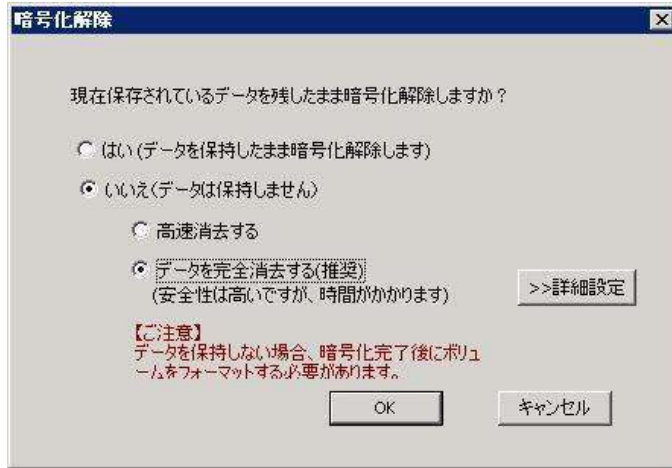 暗号化解除
現在保存されているデータを残したまま暗号化解除しますか？
はい(データを保持したまま暗号化解除します)
いいえ(データは保持しません)
高速消去する
データを完全消去する(推奨)
(安全性は高いですが、時間がかかります)
>>詳細設定
【ご注意】
データを保持しない場合、暗号化完了後にボリュ
ームをフォーマットする必要があります。
OK
キャンセル